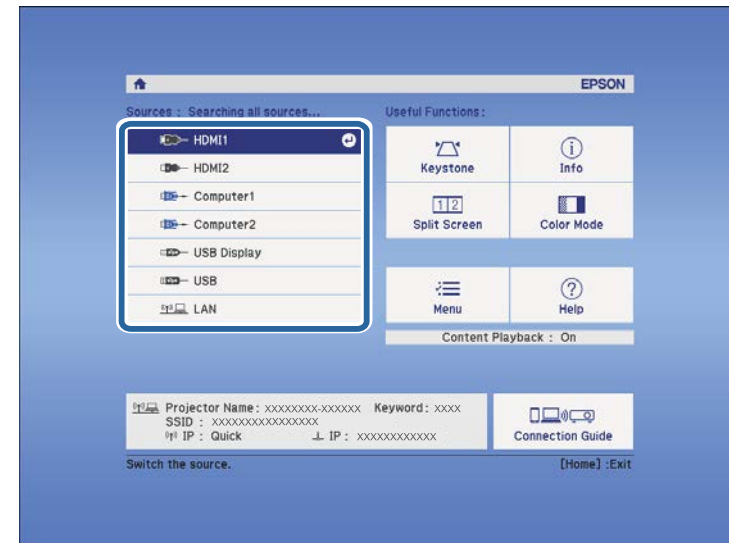 EPSON
Sources : Searching all sources...
HDMI1
HDMI2
Computer1
Computer2
USB Display
USB
LAN
Useful Functions :
Keystone
Info
1 2
Split Screen
Color Mode
Menu
Help
Content Playback : On
Projector Name : xxxxxxxx-xxxxxx Keyword : xxxx
SSID : xxxxxxxxxxxxxxxx
IP : Quick IP : xxxxxxxxxxxx
Connection Guide
Switch the source. [Home] :Exit